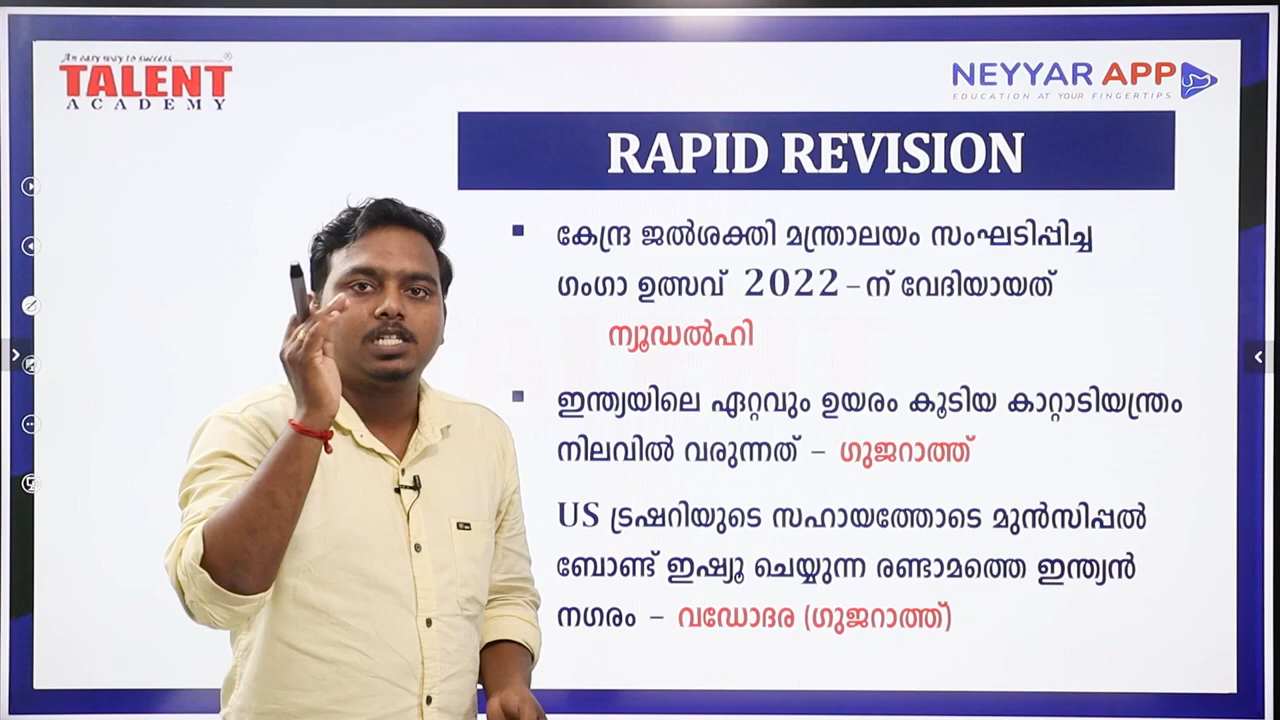 An easy way to success..............®
TALENT
ACADEMY
NEYYAR APP
EDUCATION AT YOUR FINGERTIPS
RAPID REVISION
▪ കേന്ദ്ര ജൽശക്തി മന്ത്രാലയം സംഘടിപ്പിച്ച
ഗംഗാ ഉത്സവ് 2022 – ന് വേദിയായത്
ന്യൂഡൽഹി
▪ ഇന്ത്യയിലെ ഏറ്റവും ഉയരം കൂടിയ കാറ്റാടിയന്ത്രം
നിലവിൽ വരുന്നത് – ഗുജറാത്ത്
US ട്രഷറിയുടെ സഹായത്തോടെ മുൻസിപ്പൽ
ബോണ്ട് ഇഷ്യൂ ചെയ്യുന്ന രണ്ടാമത്തെ ഇന്ത്യൻ
നഗരം – വഡോദര (ഗുജറാത്ത്)